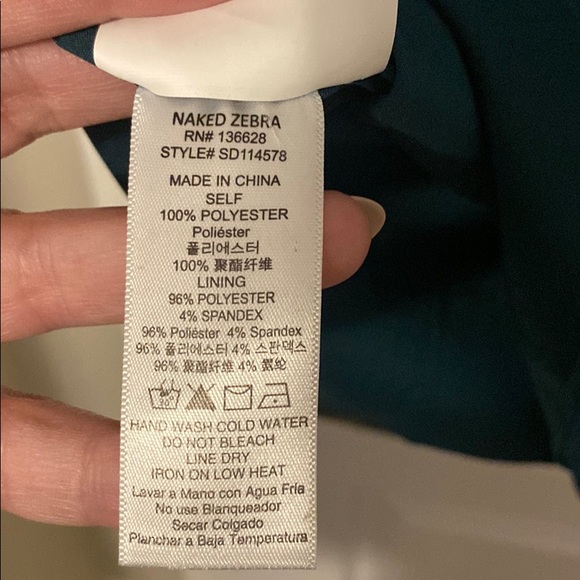 NAKED ZEBRA
RN# 136628
STYLE# SD114578
MADE IN CHINA
SELF
100% POLYESTER
Poliéster
폴리에스터
100% 聚酯纤维
LINING
96% POLYESTER
4% SPANDEX
96% Poliéster 4% Spandex
96% 폴리에스터 4% 스판덱스
96% 聚酯纤维 4% 氨纶
HAND WASH COLD WATER
DO NOT BLEACH
LINE DRY
IRON ON LOW HEAT
Lavar a Mano con Agua Fría
No use Blanqueador
Secar Colgado
Planchar a Baja Temperatura